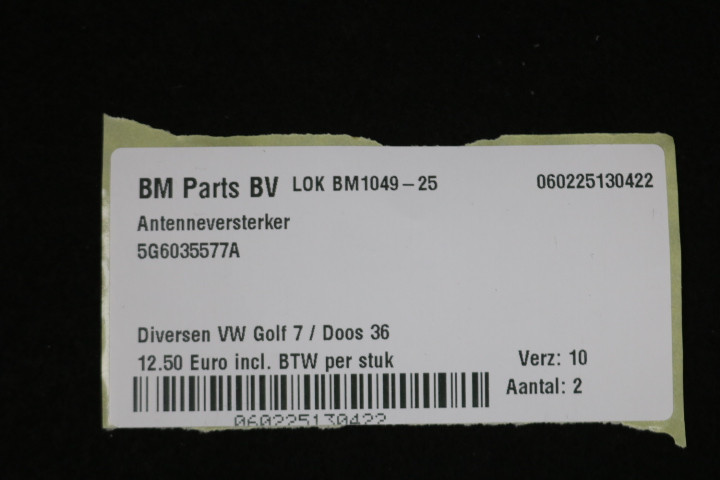 BM Parts BV LOK BM1049-25 060225130422
Antenneversterker
5G6035577A
Diversen VW Golf 7 / Doos 36
12.50 Euro incl. BTW per stuk Verz: 10
Aantal: 2
060225130422